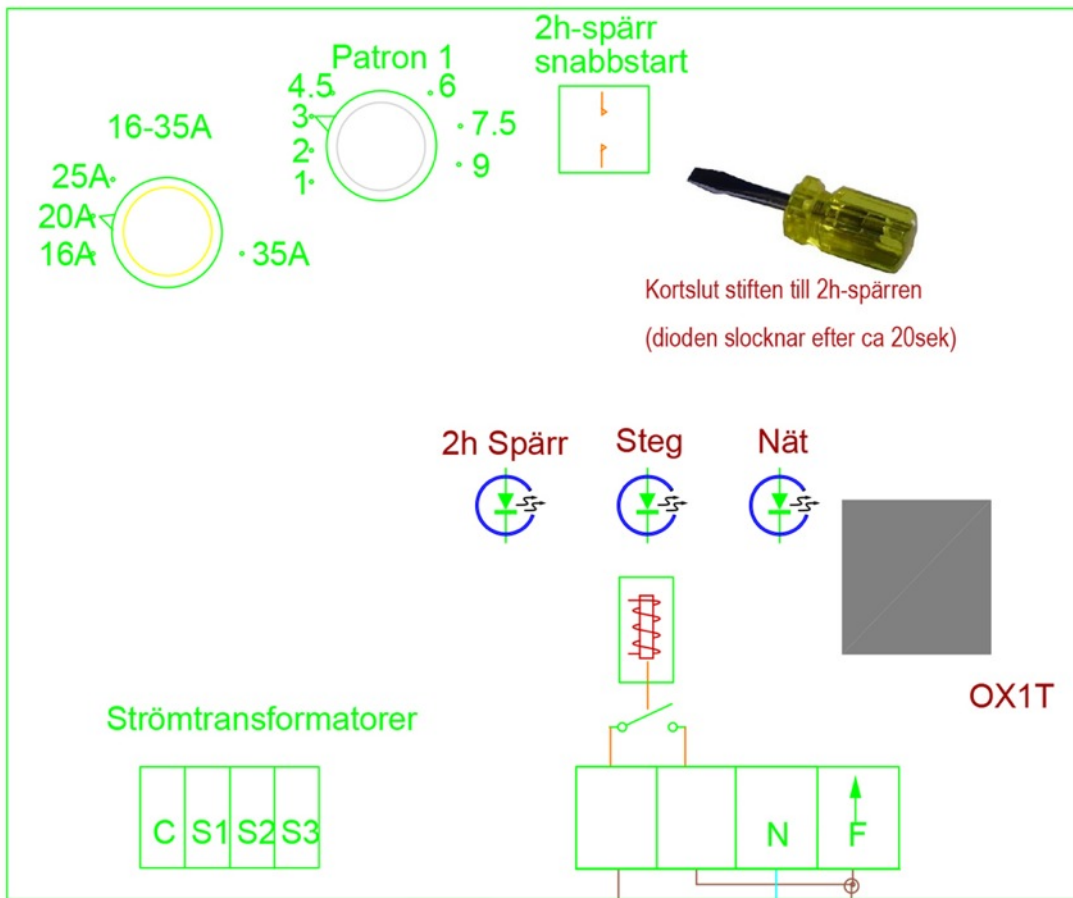 2h-spärr
snabbstart
Patron 1
4.5
6
3
7.5
2
9
1
16-35A
25A
20A
16A
35A
Kortslut stiften till 2h-spärren
(dioden slocknar efter ca 20sek)
2h Spärr
Steg
Nät
OX1T
Strömtransformatorer
C S1 S2 S3
N F